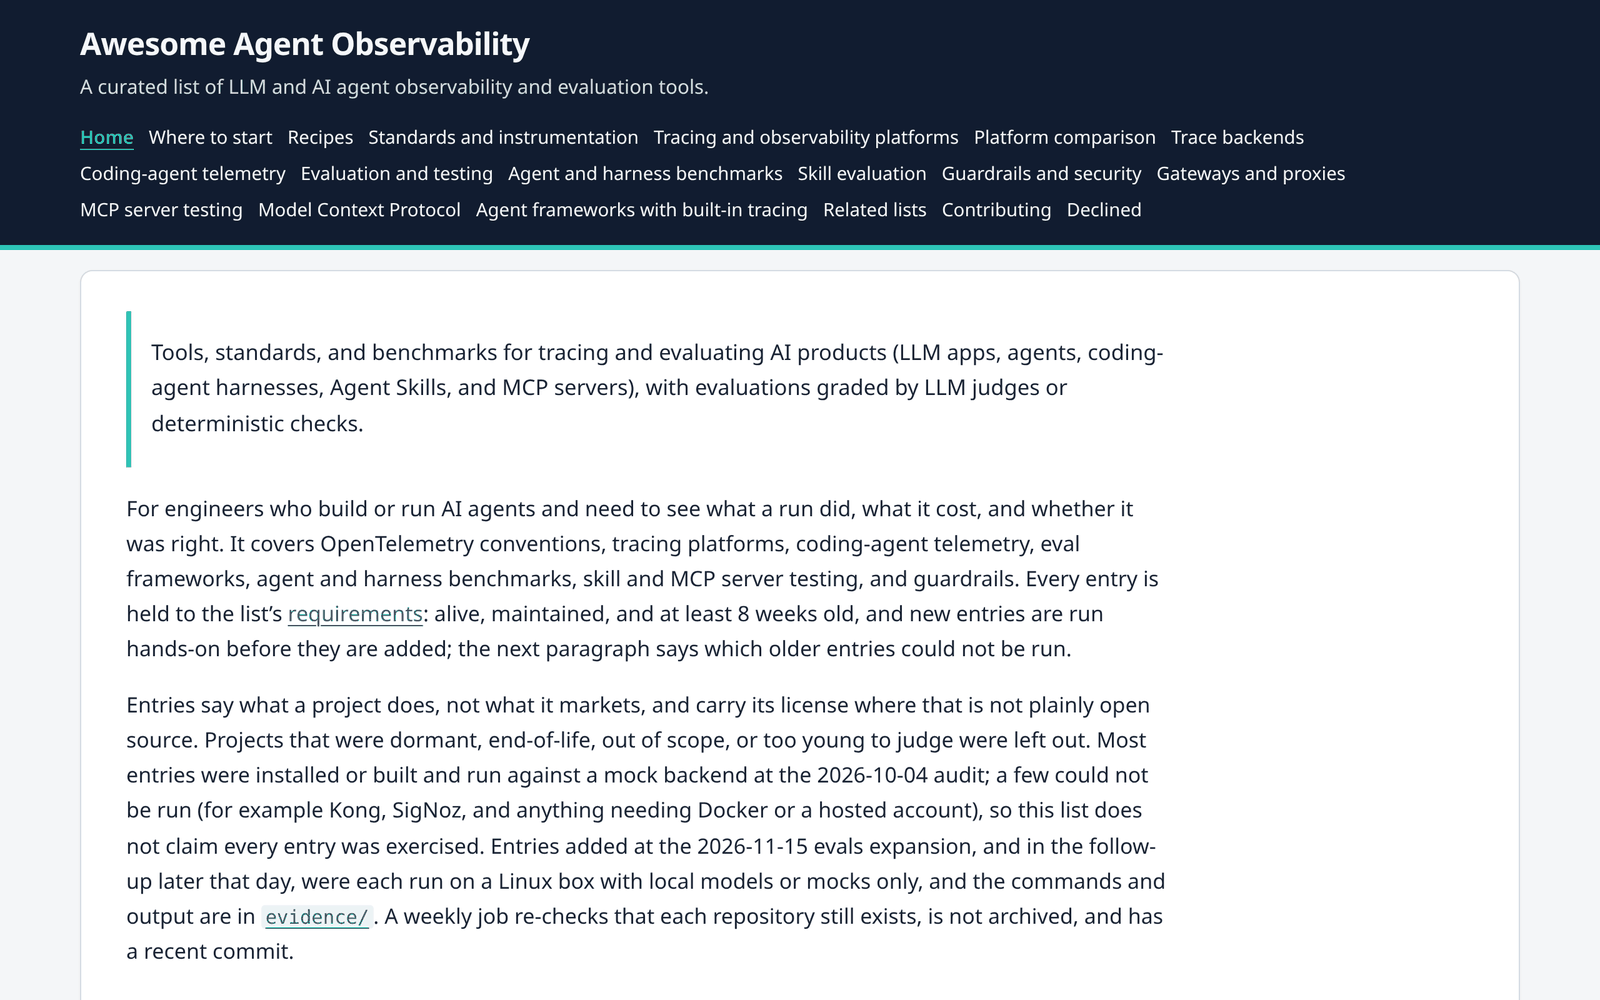 Awesome Agent Observability
A curated list of LLM and AI agent observability and evaluation tools.
Home Where to start Recipes Standards and instrumentation Tracing and observability platforms Platform comparison Trace backends
Coding-agent telemetry Evaluation and testing Agent and harness benchmarks Skill evaluation Guardrails and security Gateways and proxies
MCP server testing Model Context Protocol Agent frameworks with built-in tracing Related lists Contributing Declined
Tools, standards, and benchmarks for tracing and evaluating AI products (LLM apps, agents, coding-
agent harnesses, Agent Skills, and MCP servers), with evaluations graded by LLM judges or
deterministic checks.
For engineers who build or run AI agents and need to see what a run did, what it cost, and whether it
was right. It covers OpenTelemetry conventions, tracing platforms, coding-agent telemetry, eval
frameworks, agent and harness benchmarks, skill and MCP server testing, and guardrails. Every entry is
held to the list’s requirements: alive, maintained, and at least 8 weeks old, and new entries are run
hands-on before they are added; the next paragraph says which older entries could not be run.
Entries say what a project does, not what it markets, and carry its license where that is not plainly open
source. Projects that were dormant, end-of-life, out of scope, or too young to judge were left out. Most
entries were installed or built and run against a mock backend at the 2026-10-04 audit; a few could not
be run (for example Kong, SigNoz, and anything needing Docker or a hosted account), so this list does
not claim every entry was exercised. Entries added at the 2026-11-15 evals expansion, and in the follow-
up later that day, were each run on a Linux box with local models or mocks only, and the commands and
output are in evidence/. A weekly job re-checks that each repository still exists, is not archived, and has
a recent commit.